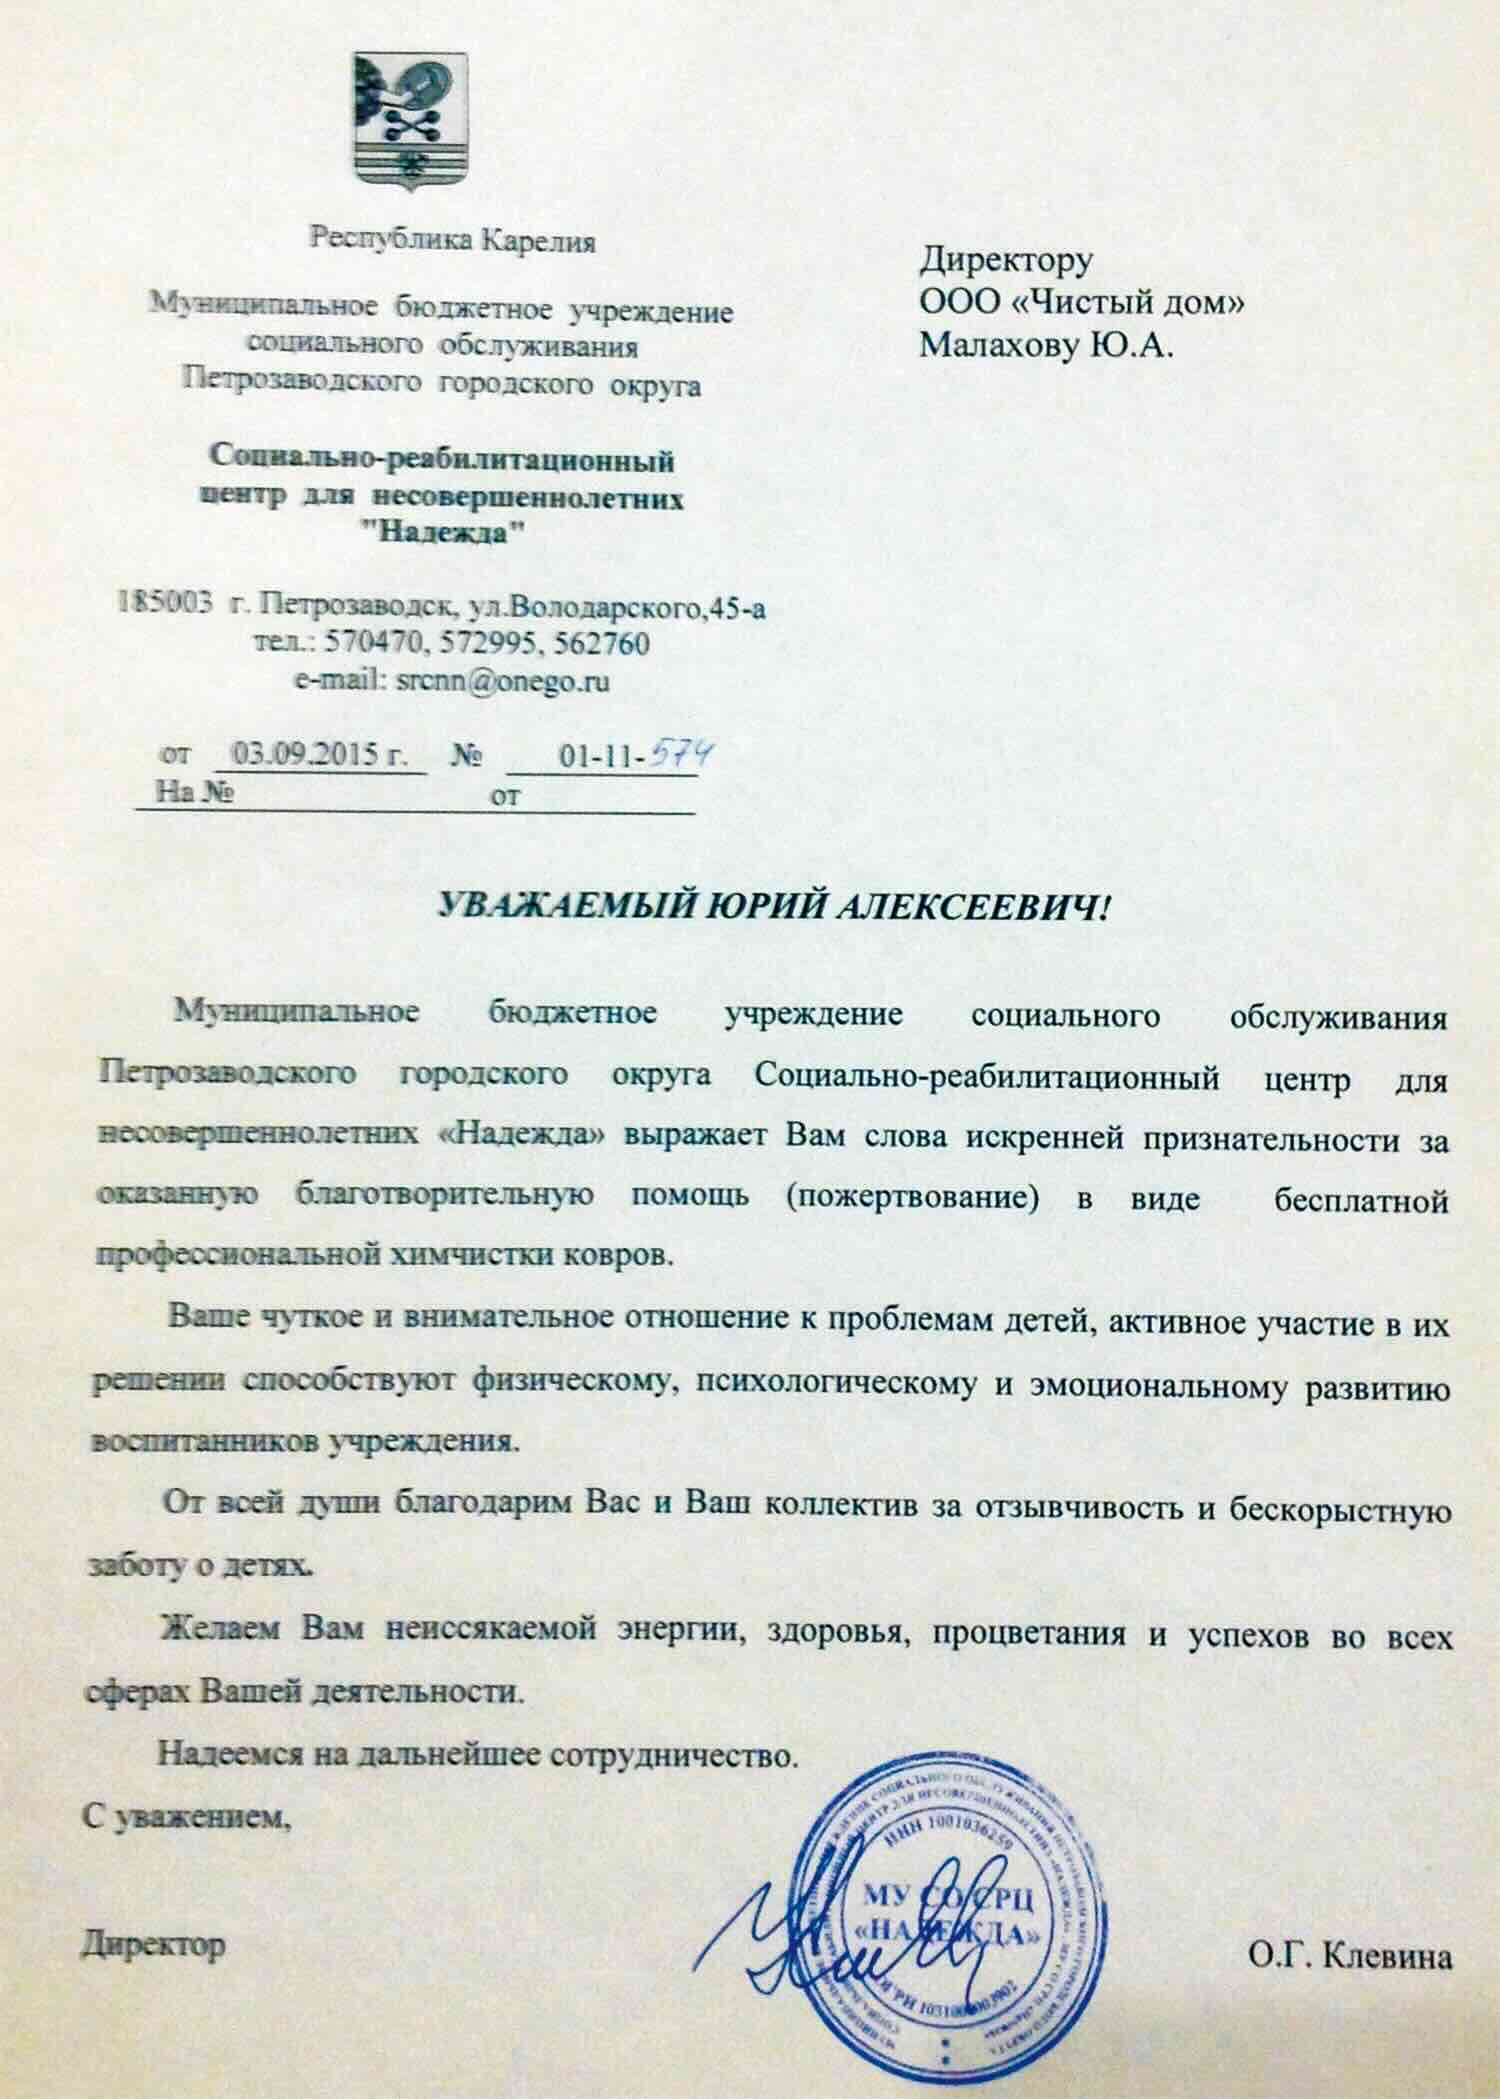 Республика Карелия
Муниципальное бюджетное учреждение
социального обслуживания
Петрозаводского городского округа
Социально-реабилитационный
центр для несовершеннолетних
"Надежда"
185003 г. Петрозаводск, ул.Володарского,45-а
тел.: 570470, 572995, 562760
e-mail: srcnn@onego.ru
от 03.09.2015 г. № 01-11-574
На № от
Директору
ООО «Чистый дом»
Малахову Ю.А.
УВАЖАЕМЫЙ ЮРИЙ АЛЕКСЕЕВИЧ!
Муниципальное бюджетное учреждение социального обслуживания
Петрозаводского городского округа Социально-реабилитационный центр для
несовершеннолетних «Надежда» выражает Вам слова искренней признательности за
оказанную благотворительную помощь (пожертвование) в виде бесплатной
профессиональной химчистки ковров.
Ваше чуткое и внимательное отношение к проблемам детей, активное участие в их
решении способствуют физическому, психологическому и эмоциональному развитию
воспитанников учреждения.
От всей души благодарим Вас и Ваш коллектив за отзывчивость и бескорыстную
заботу о детях.
Желаем Вам неиссякаемой энергии, здоровья, процветания и успехов во всех
сферах Вашей деятельности.
Надеемся на дальнейшее сотрудничество.
С уважением,
Директор О.Г. Клевина
ИНН 1001036259
МУ СО СРЦ
«НАДЕЖДА»